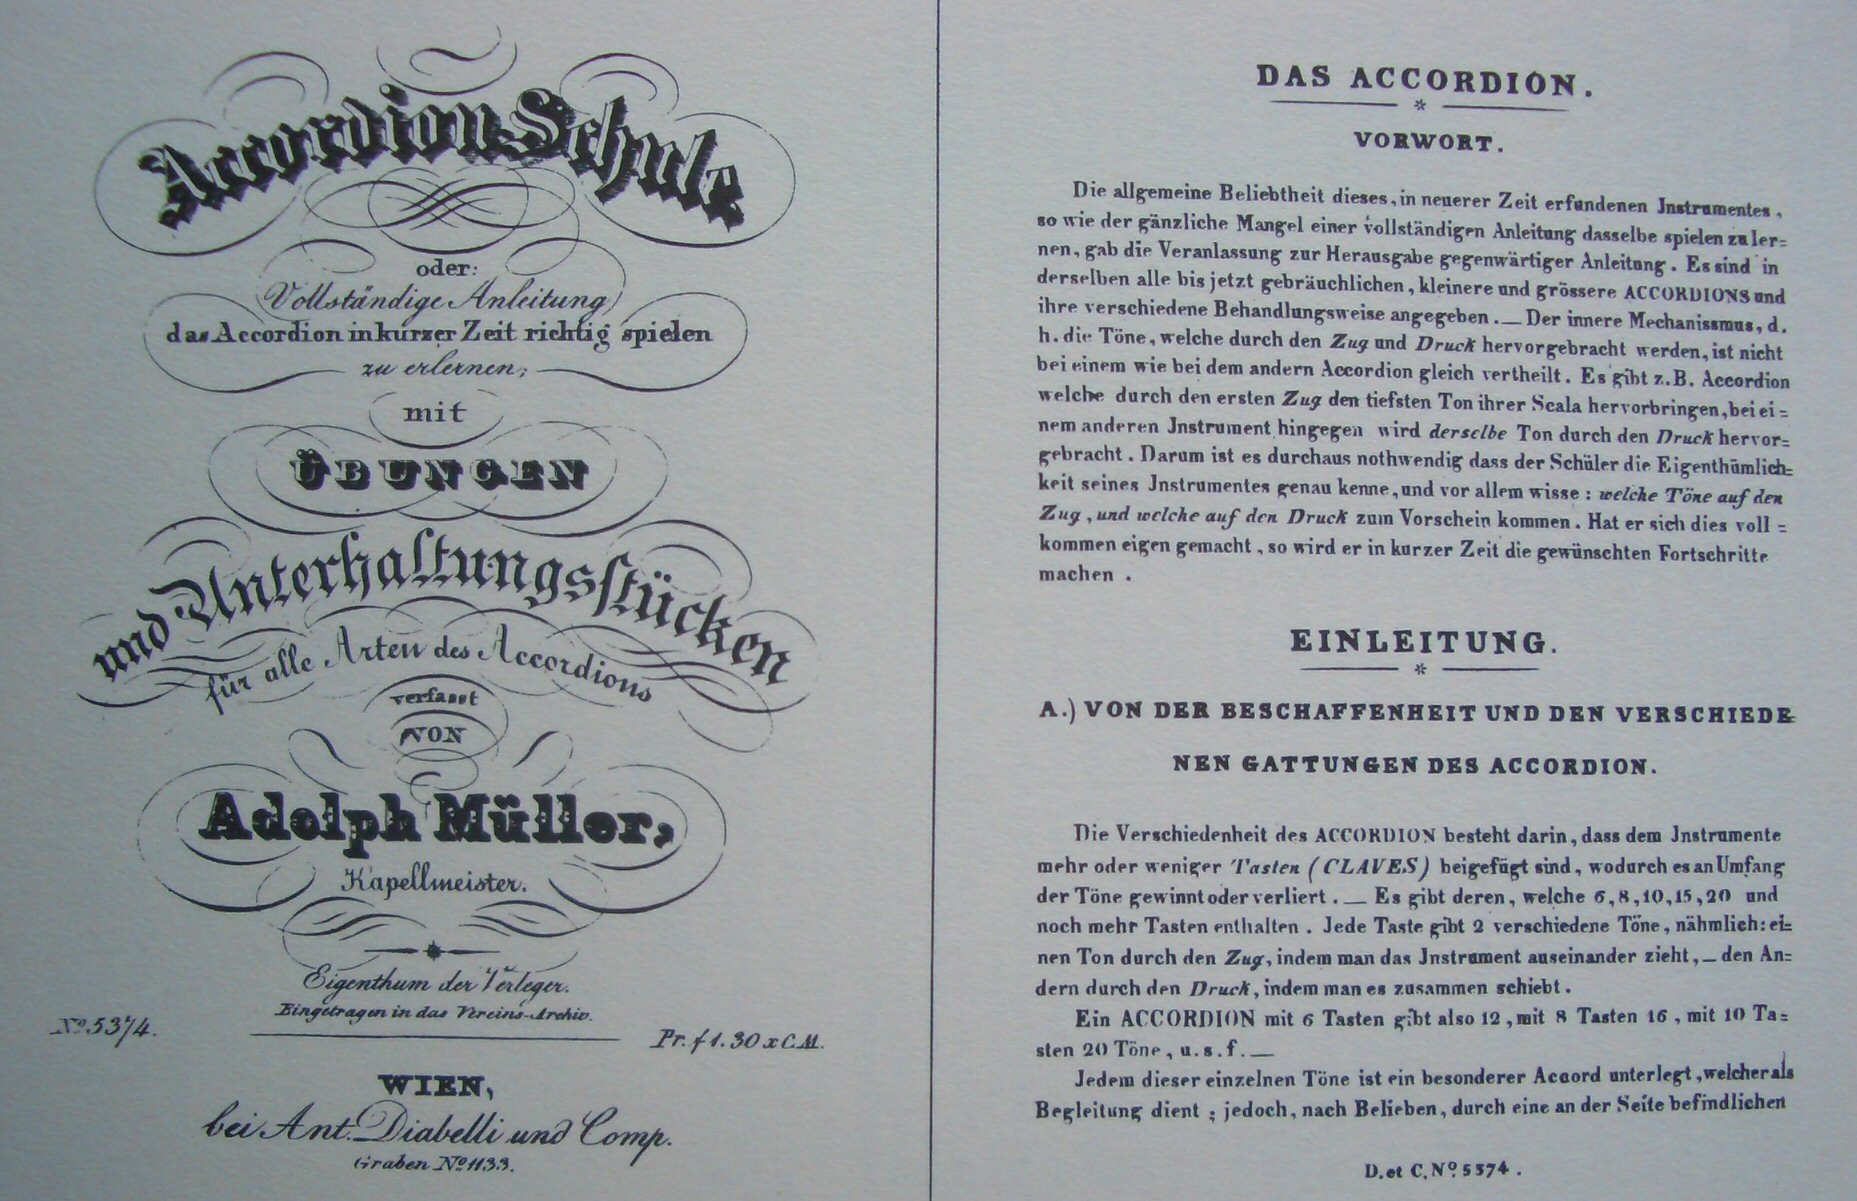 Accordion-Schule
oder:
Vollständige Anleitung
das Accordion in kurzer Zeit richtig spielen
zu erlernen;
mit
ÜBUNGEN
und Unterhaltungsstücken
für alle Arten des Accordions
verfasst
VON
Adolph Müller,
Kapellmeister.
Eigenthum der Verleger.
Eingetragen in das Vereins-Archiv.
No. 5374.
Pr. f 1.30 x C.M.
WIEN,
bei Ant. Diabelli und Comp.
Graben No. 1133.
DAS ACCORDION.
VORWORT.
Die allgemeine Beliebtheit dieses, in neuerer Zeit erfundenen Jnstrumentes,
so wie der gänzliche Mangel einer vollständigen Anleitung dasselbe spielen zu ler=
nen, gab die Veranlassung zur Herausgabe gegenwärtiger Anleitung. Es sind in
derselben alle bis jetzt gebräuchlichen, kleinere und grössere ACCORDIONS und
ihre verschiedene Behandlungsweise angegeben. — Der innere Mechanissmus, d.
h. die Töne, welche durch den Zug und Druck hervorgebracht werden, ist nicht
bei einem wie bei dem andern Accordion gleich vertheilt. Es gibt z.B. Accordion
welche durch den ersten Zug den tiefsten Ton ihrer Scala hervorbringen, bei ei=
nem anderen Jnstrument hingegen wird derselbe Ton durch den Druck hervor=
gebracht. Darum ist es durchaus nothwendig dass der Schüler die Eigenthümlich=
keit seines Jnstrumentes genau kenne, und vor allem wisse: welche Töne auf den
Zug, und welche auf den Druck zum Vorschein kommen. Hat er sich dies voll=
kommen eigen gemacht, so wird er in kurzer Zeit die gewünschten Fortschritte
machen.
EINLEITUNG.
A.) VON DER BESCHAFFENHEIT UND DEN VERSCHIEDE-
NEN GATTUNGEN DES ACCORDION.
Die Verschiedenheit des ACCORDION besteht darin, dass dem Jnstrumente
mehr oder weniger Tasten (CLAVES) beigefügt sind, wodurch es an Umfang
der Töne gewinnt oder verliert. — Es gibt deren, welche 6, 8, 10, 15, 20 und
noch mehr Tasten enthalten. Jede Taste gibt 2 verschiedene Töne, nähmlich: ei=
nen Ton durch den Zug, indem man das Jnstrument auseinander zieht, — den An=
dern durch den Druck, indem man es zusammen schiebt.
Ein ACCORDION mit 6 Tasten gibt also 12, mit 8 Tasten 16, mit 10 Ta=
sten 20 Töne, u.s.f. —
Jedem dieser einzelnen Töne ist ein besonderer Accord unterlegt, welcher als
Begleitung dient; jedoch, nach Belieben, durch eine an der Seite befindlichen
D. et C. No. 5374.